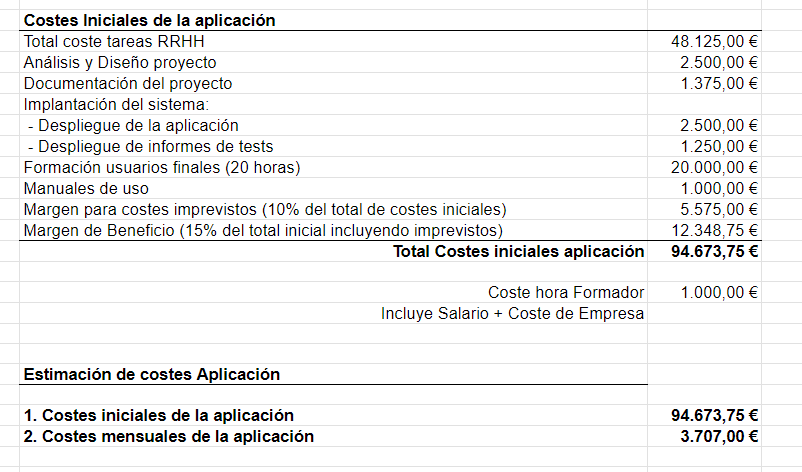 Costes Iniciales de la aplicación
Total coste tareas RRHH 48.125,00 €
Análisis y Diseño proyecto 2.500,00 €
Documentación del proyecto 1.375,00 €
Implantación del sistema:
- Despliegue de la aplicación 2.500,00 €
- Despliegue de informes de tests 1.250,00 €
Formación usuarios finales (20 horas) 20.000,00 €
Manuales de uso 1.000,00 €
Margen para costes imprevistos (10% del total de costes iniciales) 5.575,00 €
Margen de Beneficio (15% del total inicial incluyendo imprevistos) 12.348,75 €
Total Costes iniciales aplicación 94.673,75 €
Coste hora Formador 1.000,00 €
Incluye Salario + Coste de Empresa
Estimación de costes Aplicación
1. Costes iniciales de la aplicación 94.673,75 €
2. Costes mensuales de la aplicación 3.707,00 €